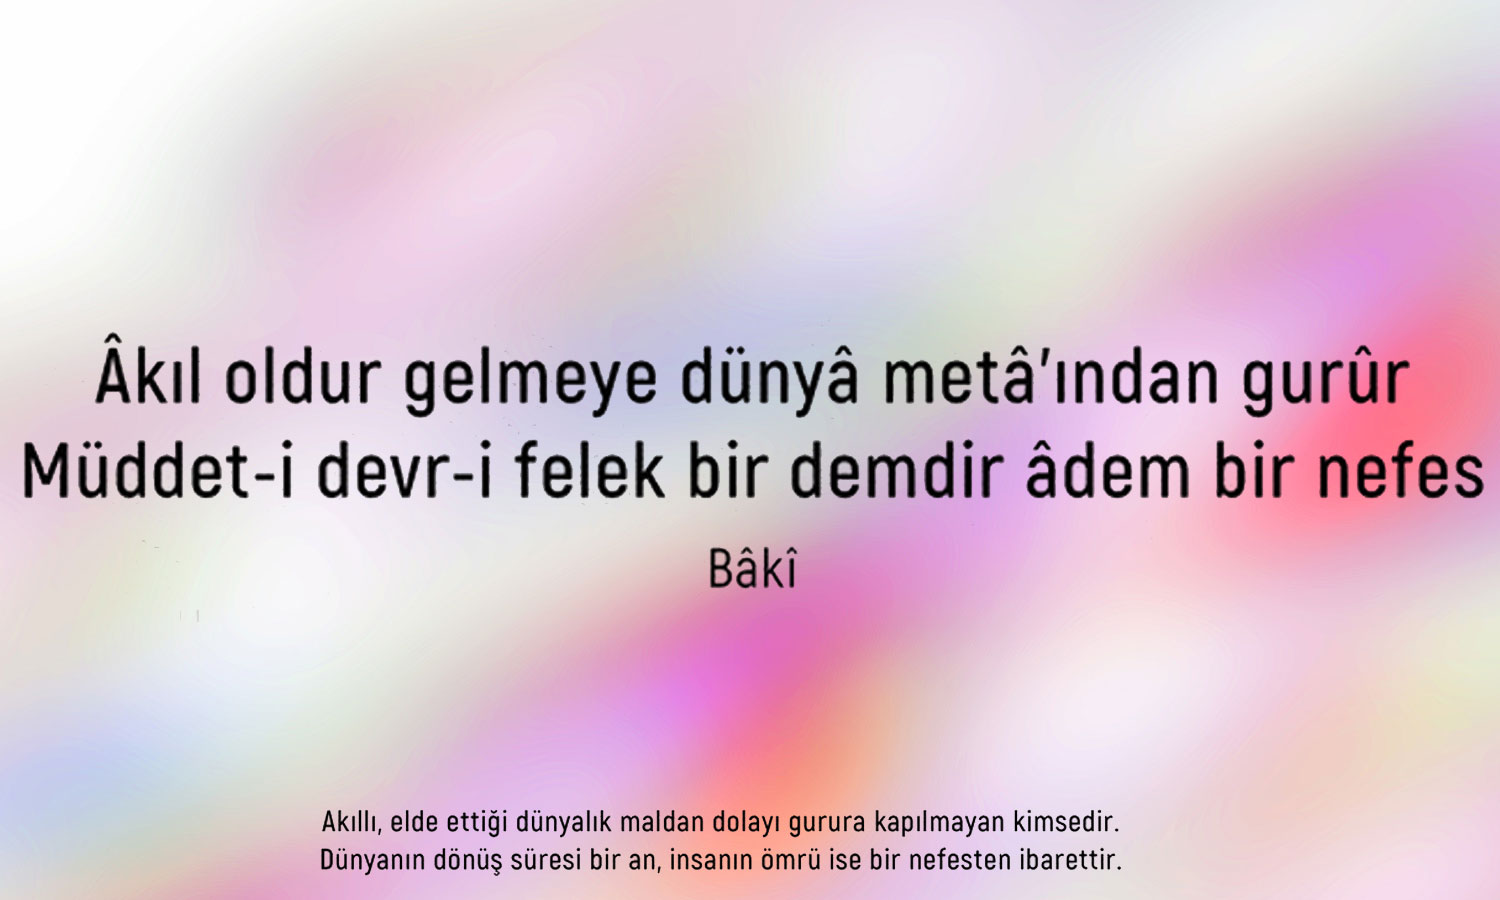 Âkıl oldur gelmeye dünyâ metâ'ından gurûr
Müddet-i devr-i felek bir demdir âdem bir nefes
Bâkî
Akıllı, elde ettiği dünyalık maldan dolayı gurura kapılmayan kimsedir.
Dünyanın dönüş süresi bir an, insanın ömrü ise bir nefesten ibarettir.